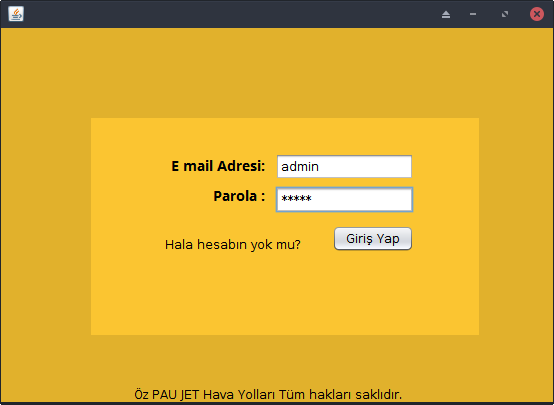 E mail Adresi: admin
Parola : *****
Hala hesabın yok mu? Giriş Yap
Öz PAU JET Hava Yolları Tüm hakları saklıdır.